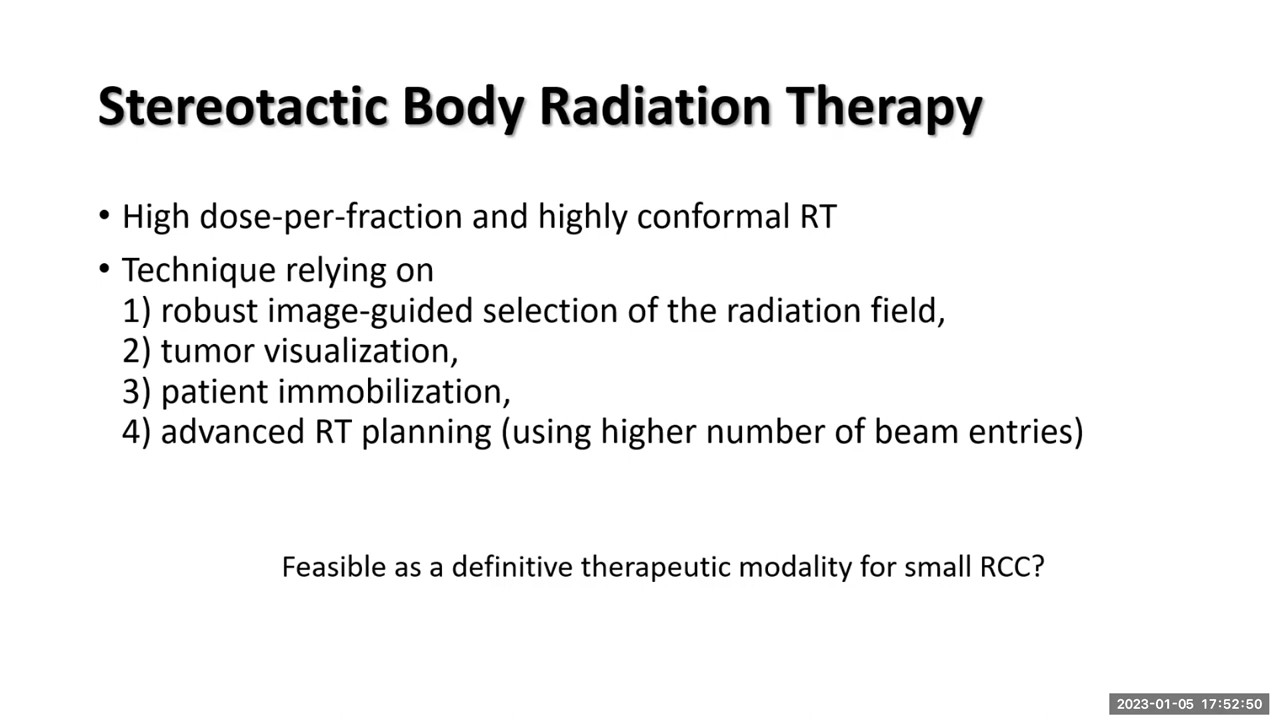 Stereotactic Body Radiation Therapy
• High dose-per-fraction and highly conformal RT
• Technique relying on
1) robust image-guided selection of the radiation field,
2) tumor visualization,
3) patient immobilization,
4) advanced RT planning (using higher number of beam entries)
Feasible as a definitive therapeutic modality for small RCC?
2023-01-05 17:52:50